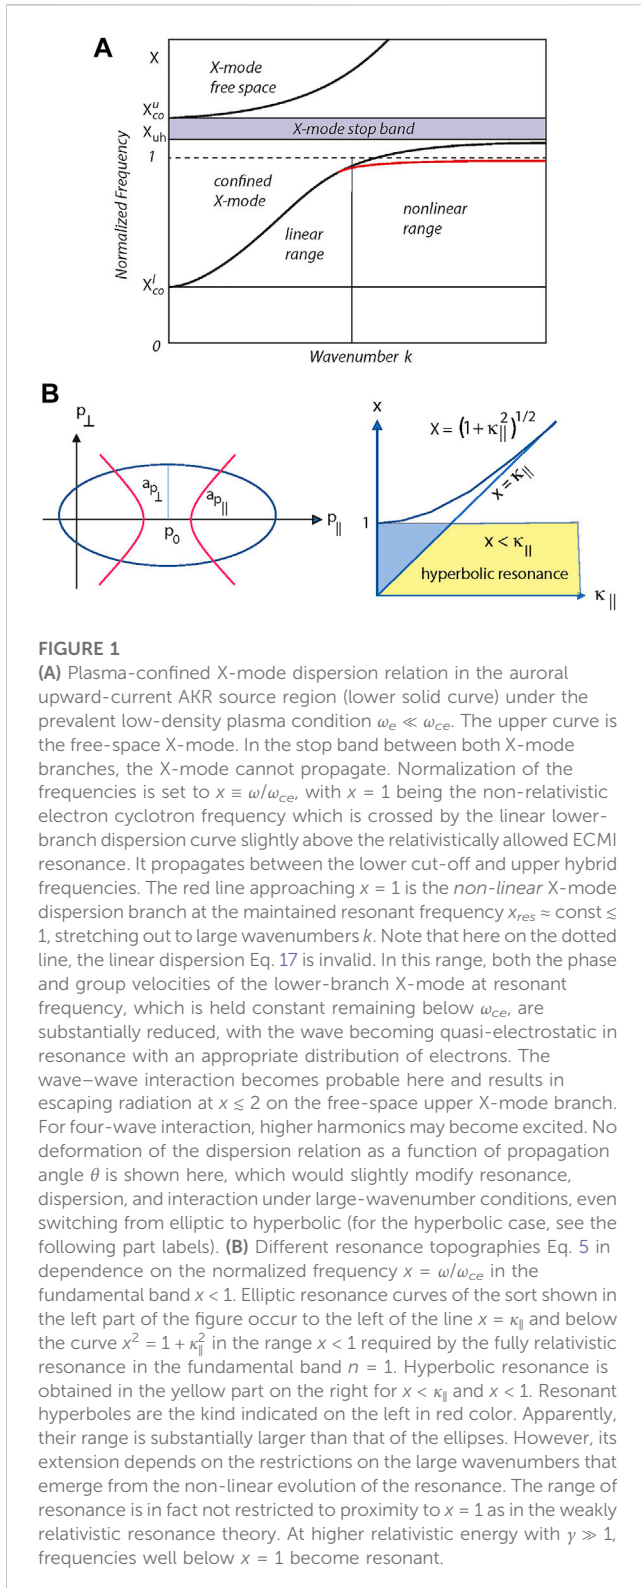 A
X
X-mode
free space
X^u_co
X-mode stop band
X_uh
1
confined
X-mode
Normalized Frequency
nonlinear
range
linear
range
X^l_co
0
Wavenumber k
B
p_⊥
a_p_⊥
a_p_||
p_0
p_||
x
x = (1+κ_||^2)^1/2
x = κ_||
1
x < κ_||
hyperbolic resonance
κ_||
FIGURE 1
(A) Plasma-confined X-mode dispersion relation in the auroral
upward-current AKR source region (lower solid curve) under the
prevalent low-density plasma condition ω_e ≪ ω_ce. The upper curve is
the free-space X-mode. In the stop band between both X-mode
branches, the X-mode cannot propagate. Normalization of the
frequencies is set to x ≡ ω/ω_ce, with x = 1 being the non-relativistic
electron cyclotron frequency which is crossed by the linear lower-
branch dispersion curve slightly above the relativistically allowed ECMI
resonance. It propagates between the lower cut-off and upper hybrid
frequencies. The red line approaching x = 1 is the non-linear X-mode
dispersion branch at the maintained resonant frequency x_res ≈ const ≲
1, stretching out to large wavenumbers k. Note that here on the dotted
line, the linear dispersion Eq. 17 is invalid. In this range, both the phase
and group velocities of the lower-branch X-mode at resonant
frequency, which is held constant remaining below ω_ce, are
substantially reduced, with the wave becoming quasi-electrostatic in
resonance with an appropriate distribution of electrons. The
wave–wave interaction becomes probable here and results in
escaping radiation at x ≲ 2 on the free-space upper X-mode branch.
For four-wave interaction, higher harmonics may become excited. No
deformation of the dispersion relation as a function of propagation
angle θ is shown here, which would slightly modify resonance,
dispersion, and interaction under large-wavenumber conditions, even
switching from elliptic to hyperbolic (for the hyperbolic case, see the
following part labels). (B) Different resonance topographies Eq. 5 in
dependence on the normalized frequency x = ω/ω_ce in the
fundamental band x < 1. Elliptic resonance curves of the sort shown in
the left part of the figure occur to the left of the line x = κ_∥ and below
the curve x² = 1 + κ_∥² in the range x < 1 required by the fully relativistic
resonance in the fundamental band n = 1. Hyperbolic resonance is
obtained in the yellow part on the right for x < κ_∥ and x < 1. Resonant
hyperboles are the kind indicated on the left in red color. Apparently,
their range is substantially larger than that of the ellipses. However, its
extension depends on the restrictions on the large wavenumbers that
emerge from the non-linear evolution of the resonance. The range of
resonance is in fact not restricted to proximity to x = 1 as in the weakly
relativistic resonance theory. At higher relativistic energy with γ ≫ 1,
frequencies well below x = 1 become resonant.